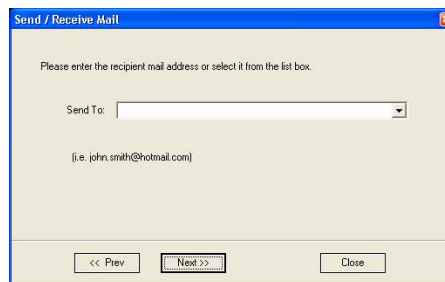 Send / Receive Mail
Please enter the recipient mail address or select it from the list box.
Send To:
(i.e. john.smith@hotmail.com)
<< Prev
Next >>
Close